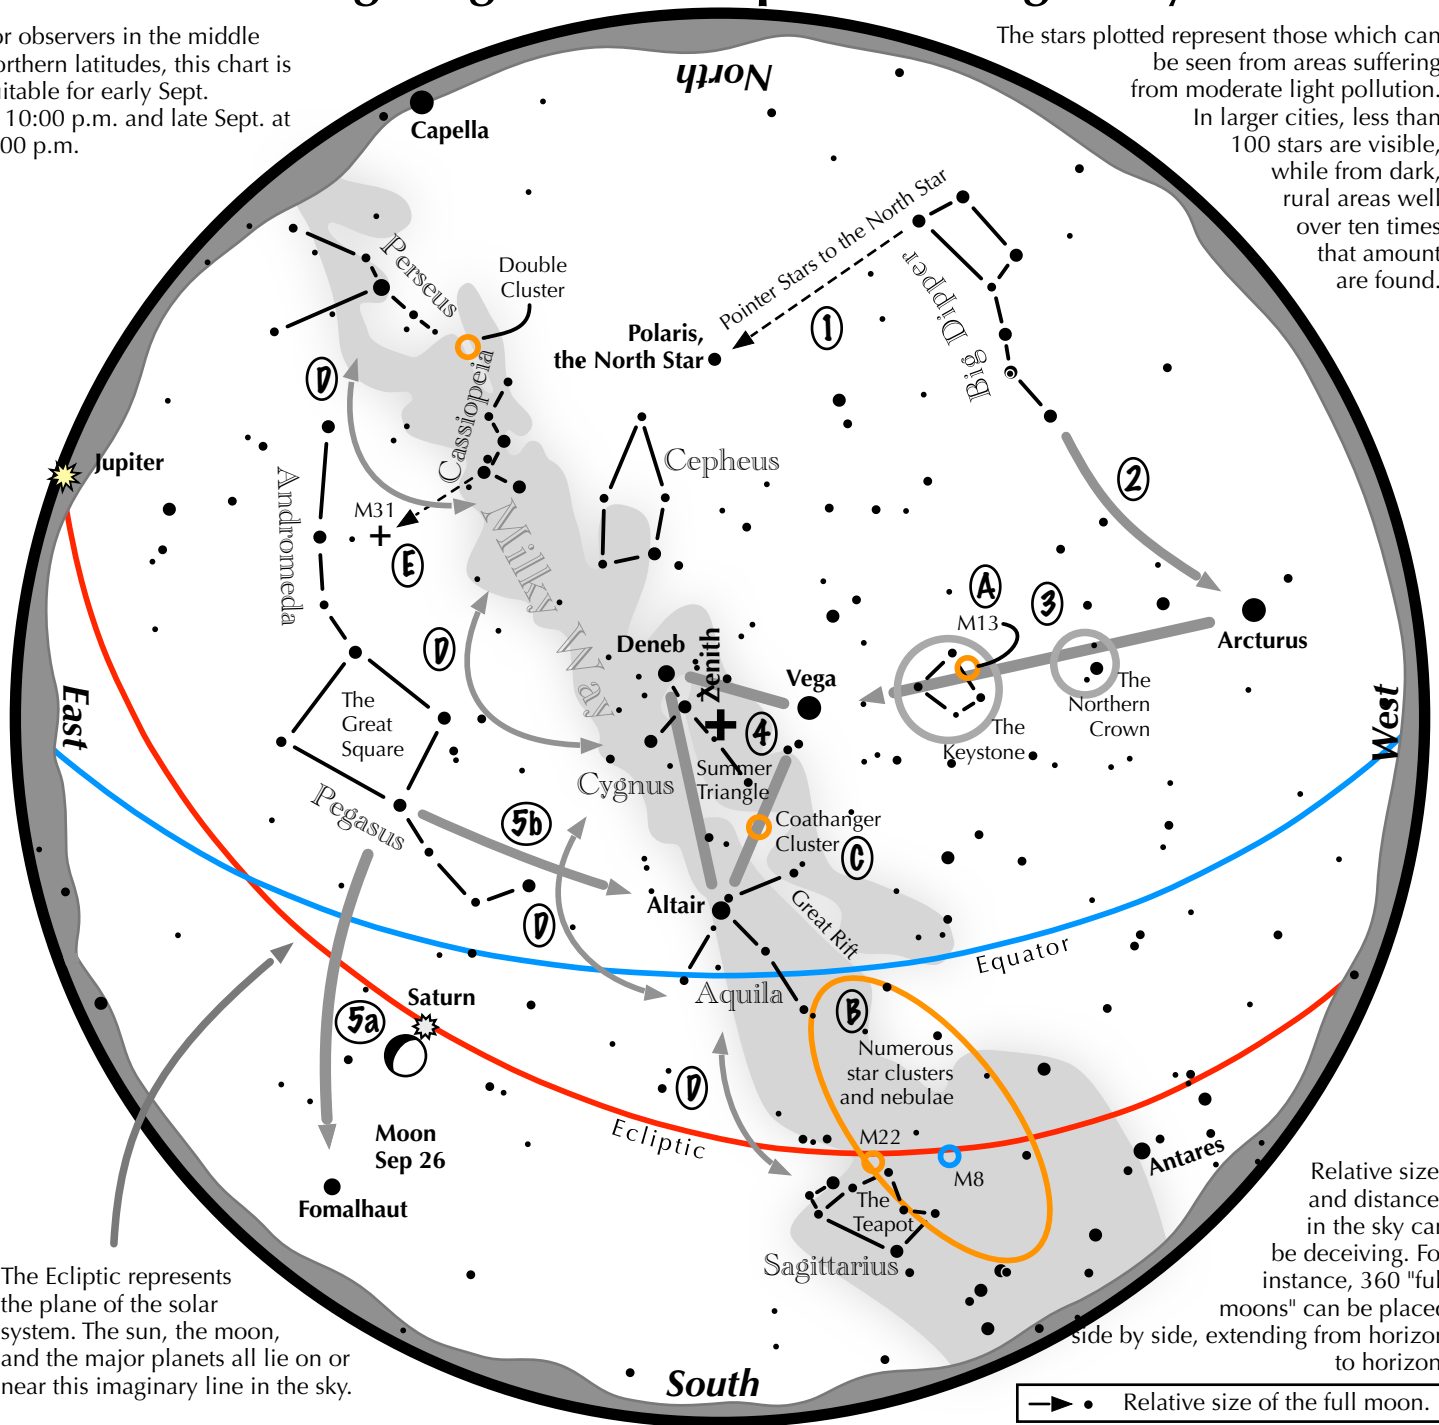 or observers in the middle
orthern latitudes, this chart is
itable for early Sept.
10:00 p.m. and late Sept. at
00 p.m.
The stars plotted represent those which can
be seen from areas suffering
from moderate light pollution.
In larger cities, less than
100 stars are visible,
while from dark,
rural areas well
over ten times
that amount
are found.
North
Capella
Perseus
Double
Cluster
Pointer Stars to the North Star
1
Big Dipper
Polaris,
the North Star
D
Cassiopeia
Cepheus
Jupiter
2
Andromeda
M31
E
Milky Way
A
3
M13
Arcturus
D
Deneb
Zenith
Vega
The
Northern
Crown
East
West
The
Great
Square
4
The
Keystone
Cygnus
Summer
Triangle
Pegasus
5b
Coathanger
Cluster
C
Altair
Great Rift
D
Equator
Aquila
Saturn
5a
B
Numerous
star clusters
and nebulae
D
Moon
Sep 26
Ecliptic
M22
M8
Antares
Fomalhaut
The
Teapot
Sagittarius
The Ecliptic represents
the plane of the solar
system. The sun, the moon,
and the major planets all lie on or
near this imaginary line in the sky.
Relative size
and distance
in the sky can
be deceiving. Fo
instance, 360 "ful
moons" can be placed
side by side, extending from horizon
to horizon
South
Relative size of the full moon.